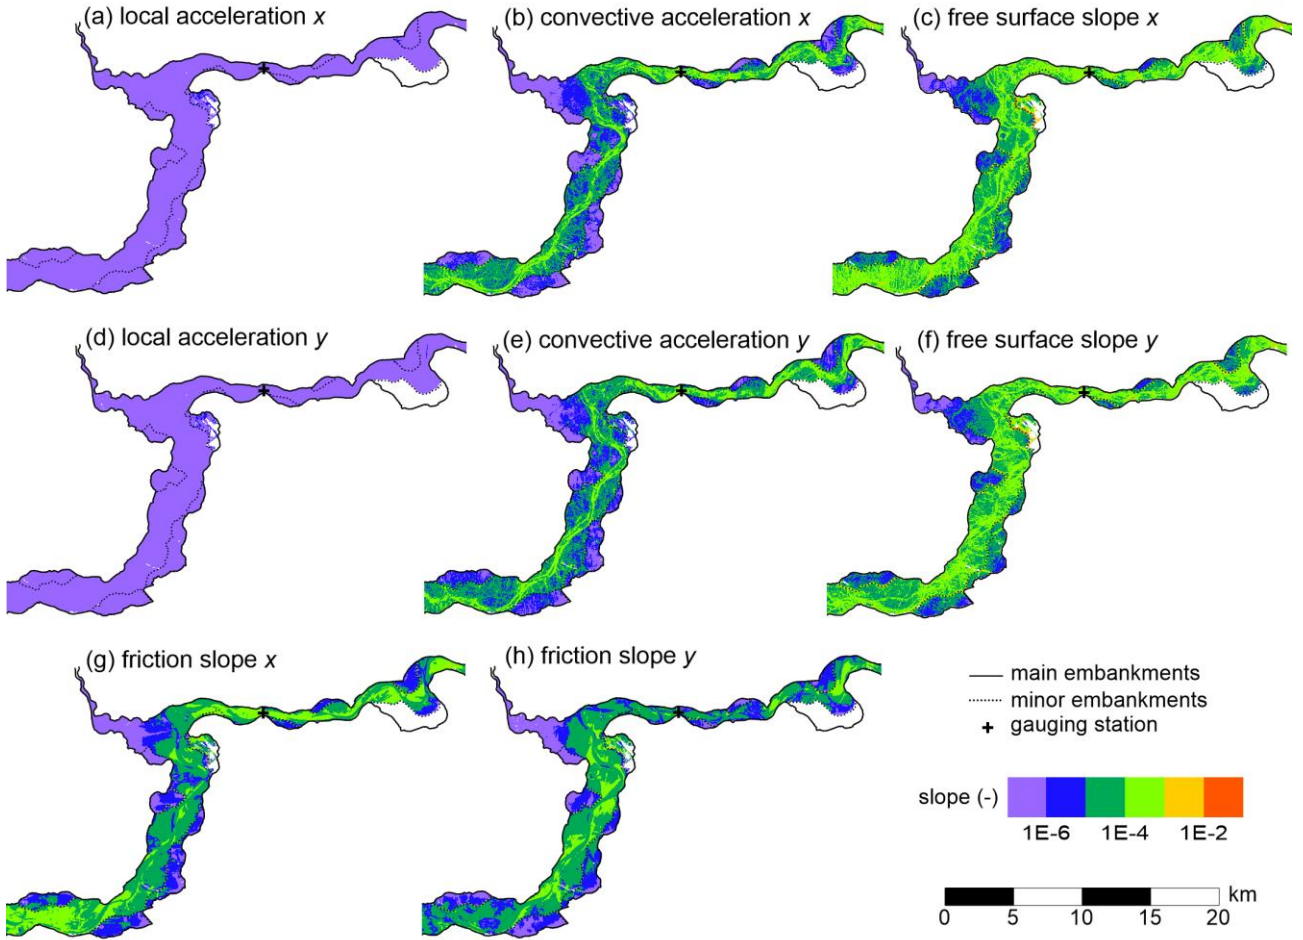 (a) local acceleration x
(b) convective acceleration x
(c) free surface slope x
(d) local acceleration y
(e) convective acceleration y
(f) free surface slope y
(g) friction slope x
(h) friction slope y
main embankments
minor embankments
gauging station
slope (-)
1E-6 1E-4 1E-2
km
0 5 10 15 20